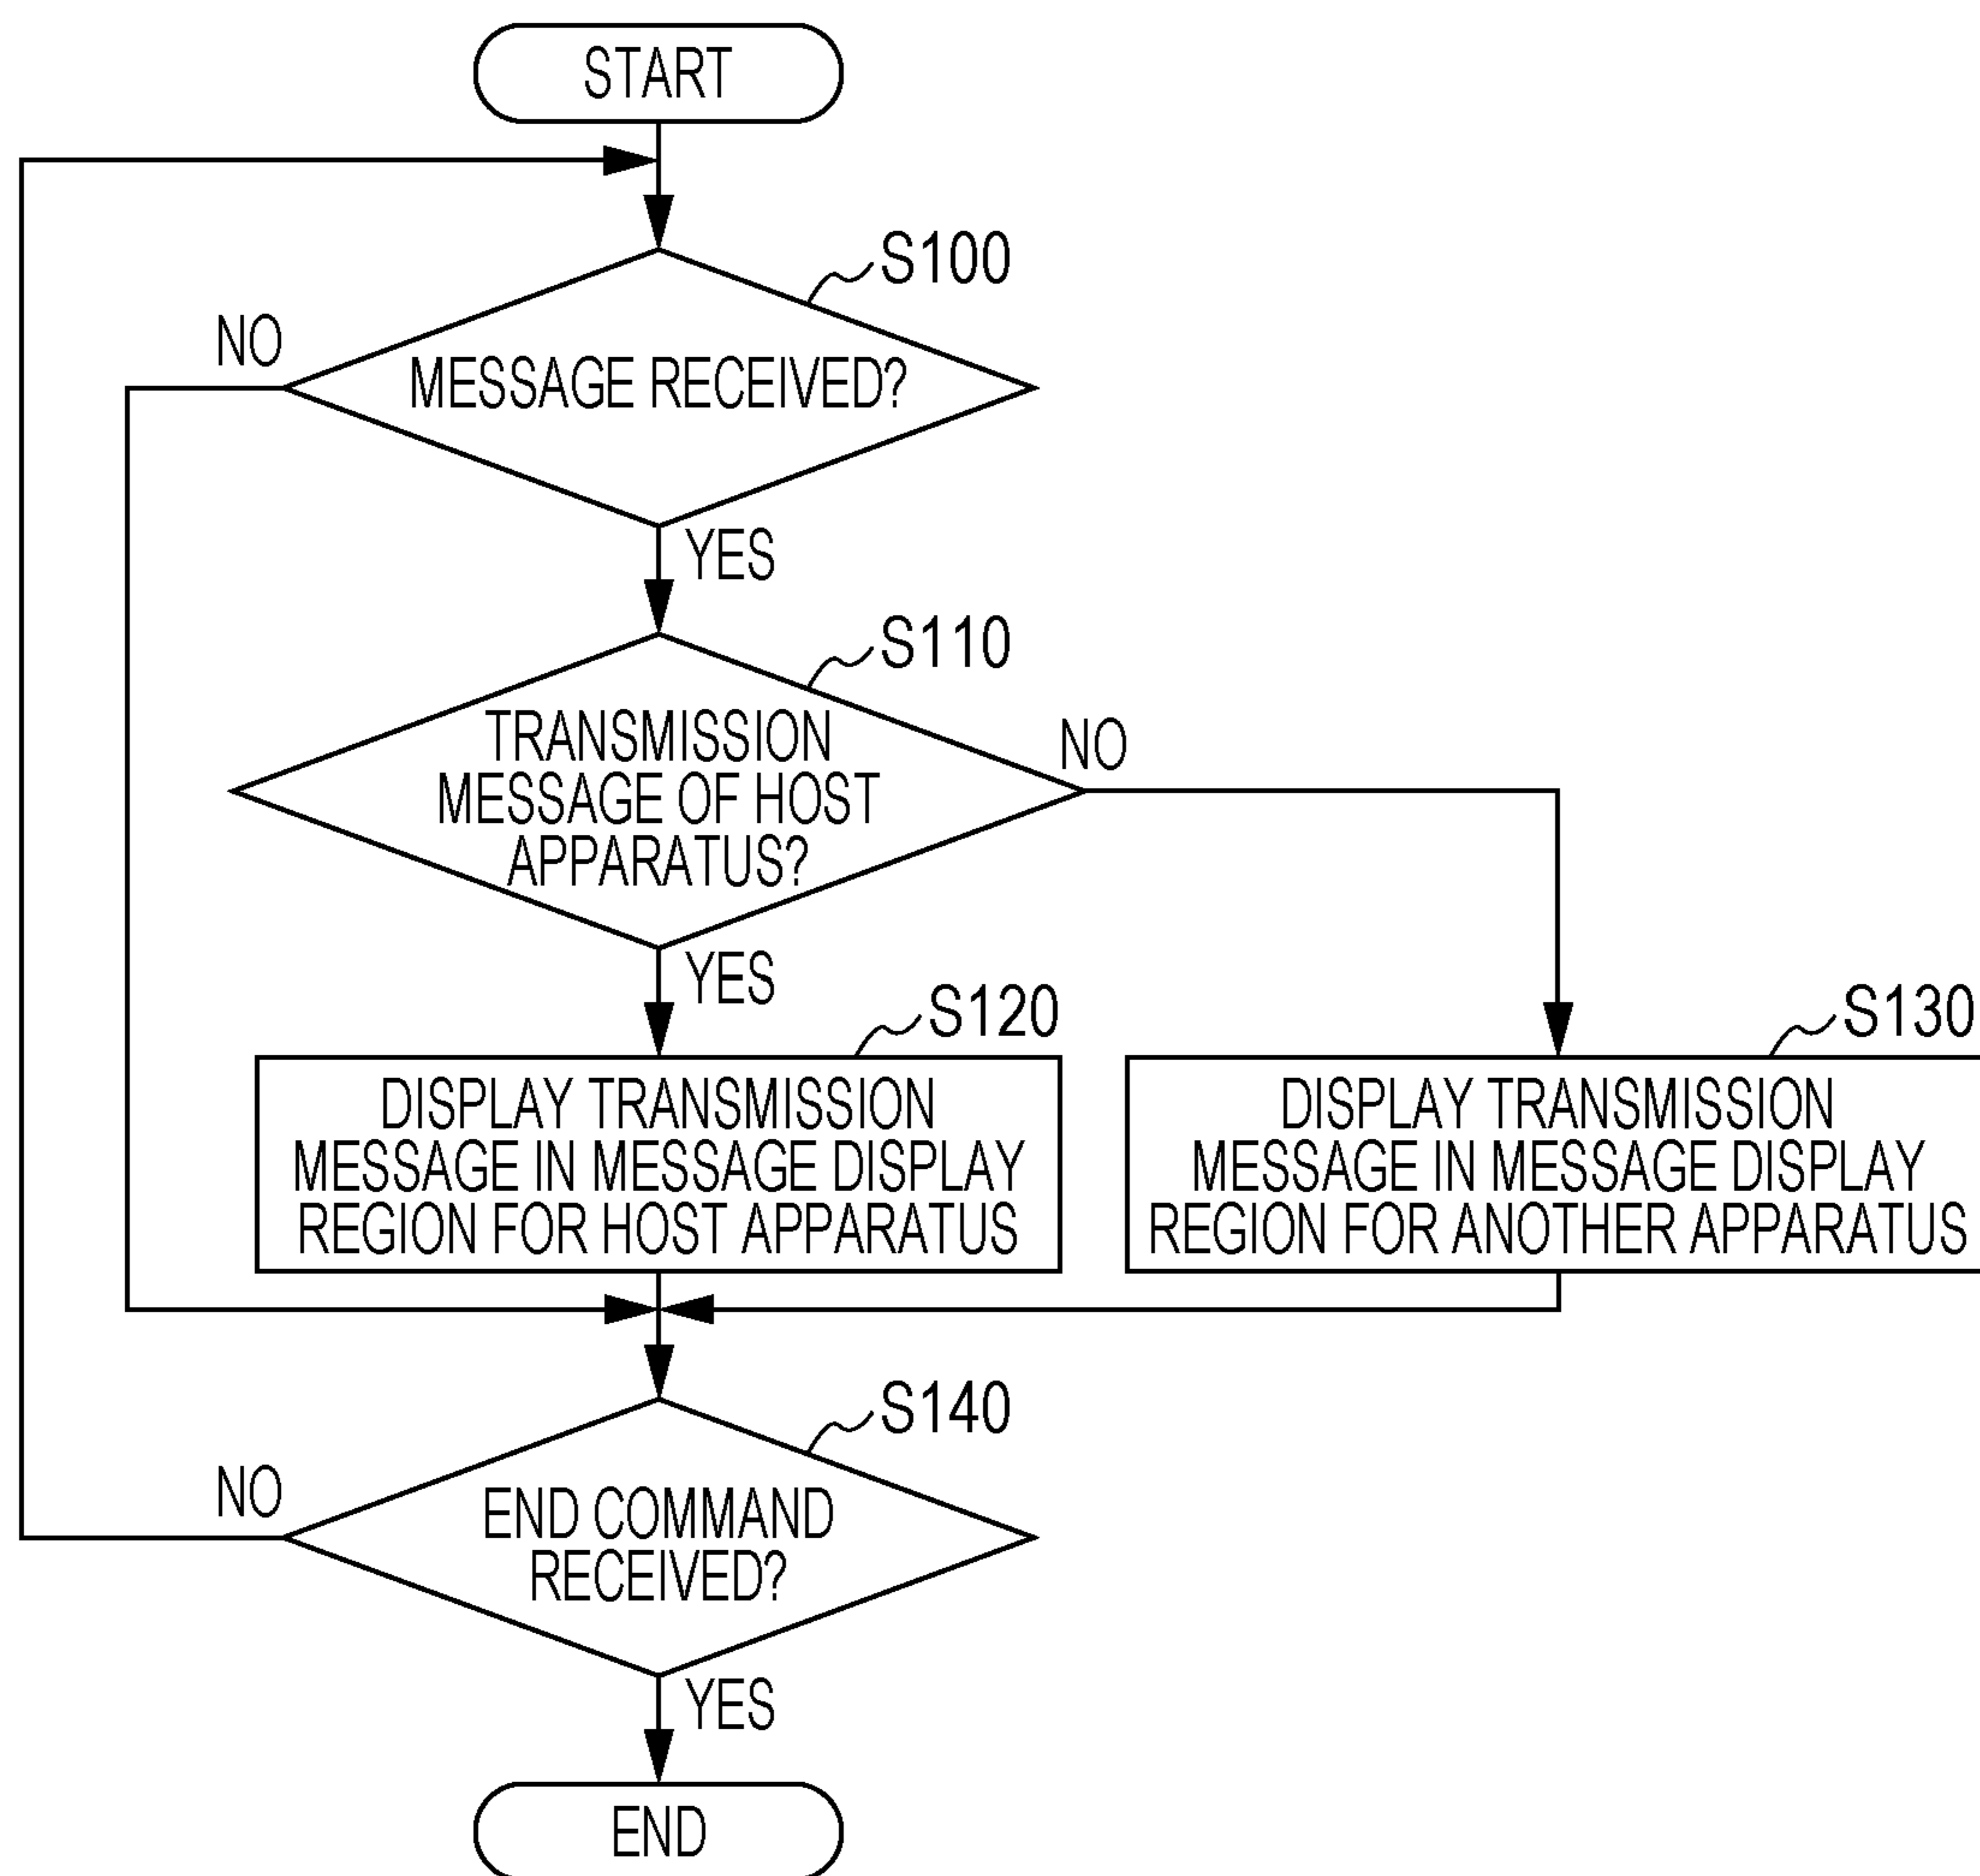 START
S100
NO
MESSAGE RECEIVED?
YES
S110
TRANSMISSION
MESSAGE OF HOST
APPARATUS?
NO
YES
S120
DISPLAY TRANSMISSION
MESSAGE IN MESSAGE DISPLAY
REGION FOR HOST APPARATUS
S130
DISPLAY TRANSMISSION
MESSAGE IN MESSAGE DISPLAY
REGION FOR ANOTHER APPARATUS
S140
NO
END COMMAND
RECEIVED?
YES
END